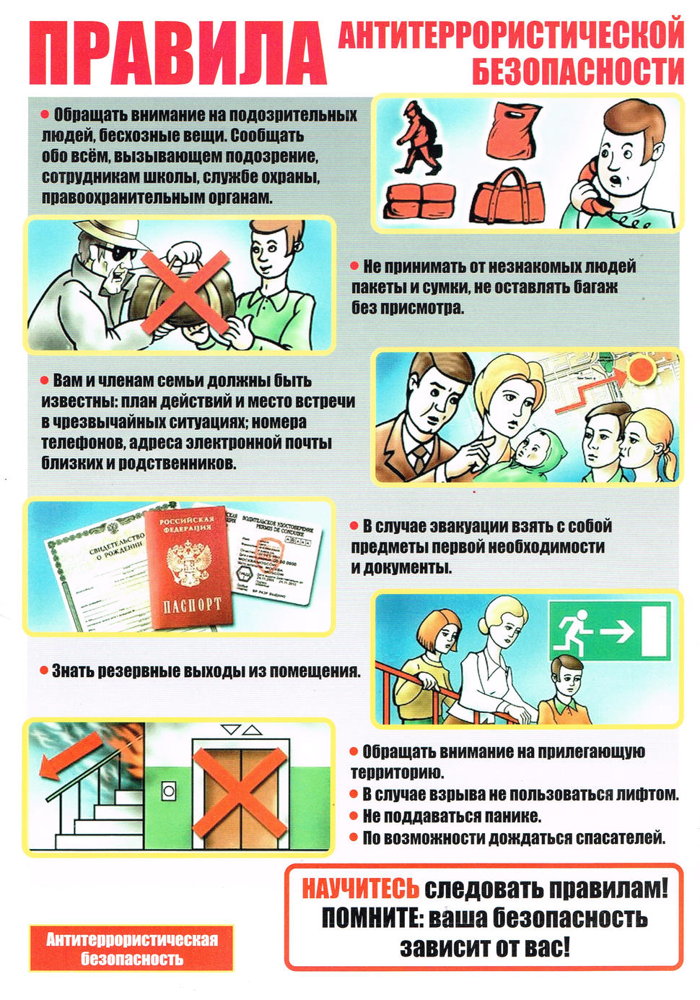 ПРАВИЛА
АНТИТЕРРОРИСТИЧЕСКОЙ
БЕЗОПАСНОСТИ
• Обращать внимание на подозрительных
людей, бесхозные вещи. Сообщать
обо всём, вызывающем подозрение,
сотрудникам школы, службе охраны,
правоохранительным органам.
• Не принимать от незнакомых людей
пакеты и сумки, не оставлять багаж
без присмотра.
• Вам и членам семьи должны быть
известны: план действий и место встречи
в чрезвычайных ситуациях; номера
телефонов, адреса электронной почты
близких и родственников.
СВИДЕТЕЛЬСТВО
О РОЖДЕНИИ
РОССИЙСКАЯ
ФЕДЕРАЦИЯ
ПАСПОРТ
ВОДИТЕЛЬСКОЕ УДОСТОВЕРЕНИЕ
PERMIS DE CONDUIRE
• В случае эвакуации взять с собой
предметы первой необходимости
и документы.
• Знать резервные выходы из помещения.
• Обращать внимание на прилегающую
территорию.
• В случае взрыва не пользоваться лифтом.
• Не поддаваться панике.
• По возможности дождаться спасателей.
НАУЧИТЕСЬ следовать правилам!
ПОМНИТЕ: ваша безопасность
зависит от вас!
Антитеррористическая
безопасность